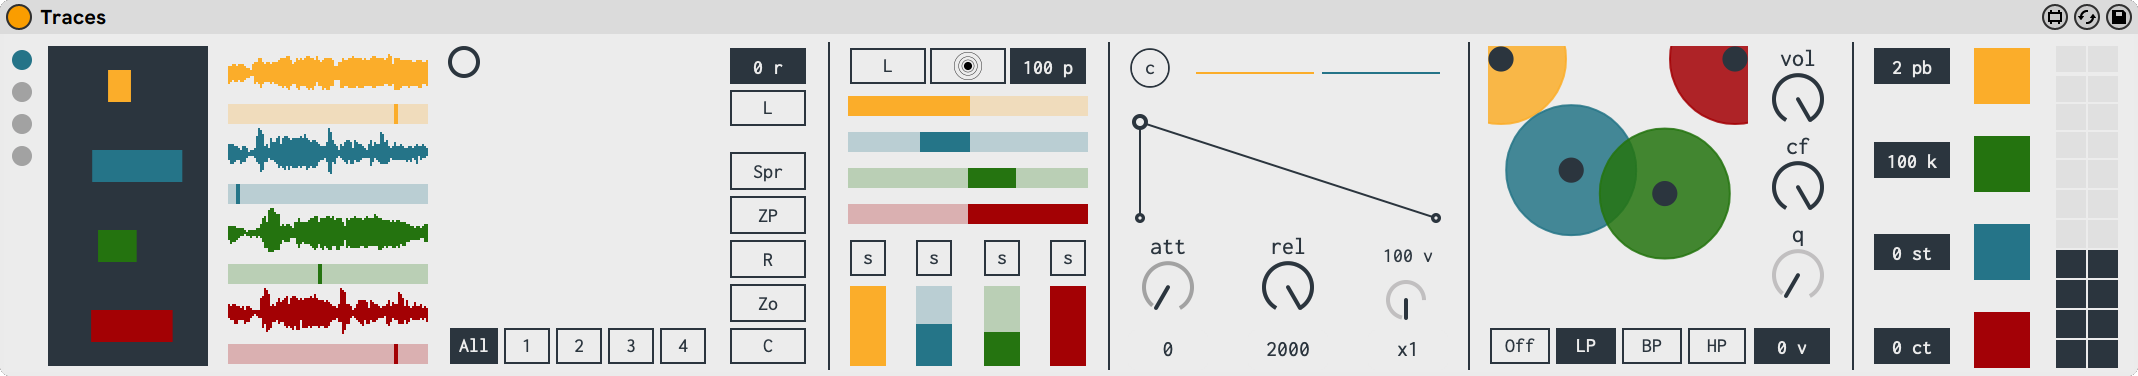 Traces
0 r
L
Spr
ZP
R
Zo
C
All 1 2 3 4
L 100 p
s s s s
c
att rel 100 v
0 2000 x1
vol
cf
q
Off LP BP HP 0 v
2 pb
100 k
0 st
0 ct